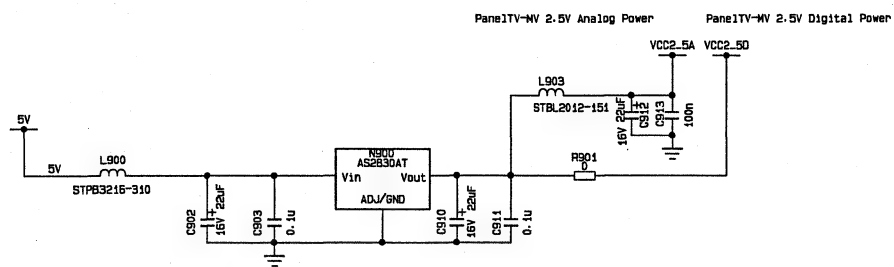 PanelTV-MV 2.5V Analog Power
PanelTV-MV 2.5V Digital Power
VCC2_5A
VCC2_5D
L903
STBL2012-151
16V 22uF
C912
C913
100n
5V
5V
L900
STPB3216-310
N900
AS2830AT
Vin
Vout
ADJ/GND
R901
0
C902
16V 22uF
C903
0.1u
C910
16V 22uF
C911
0.1u